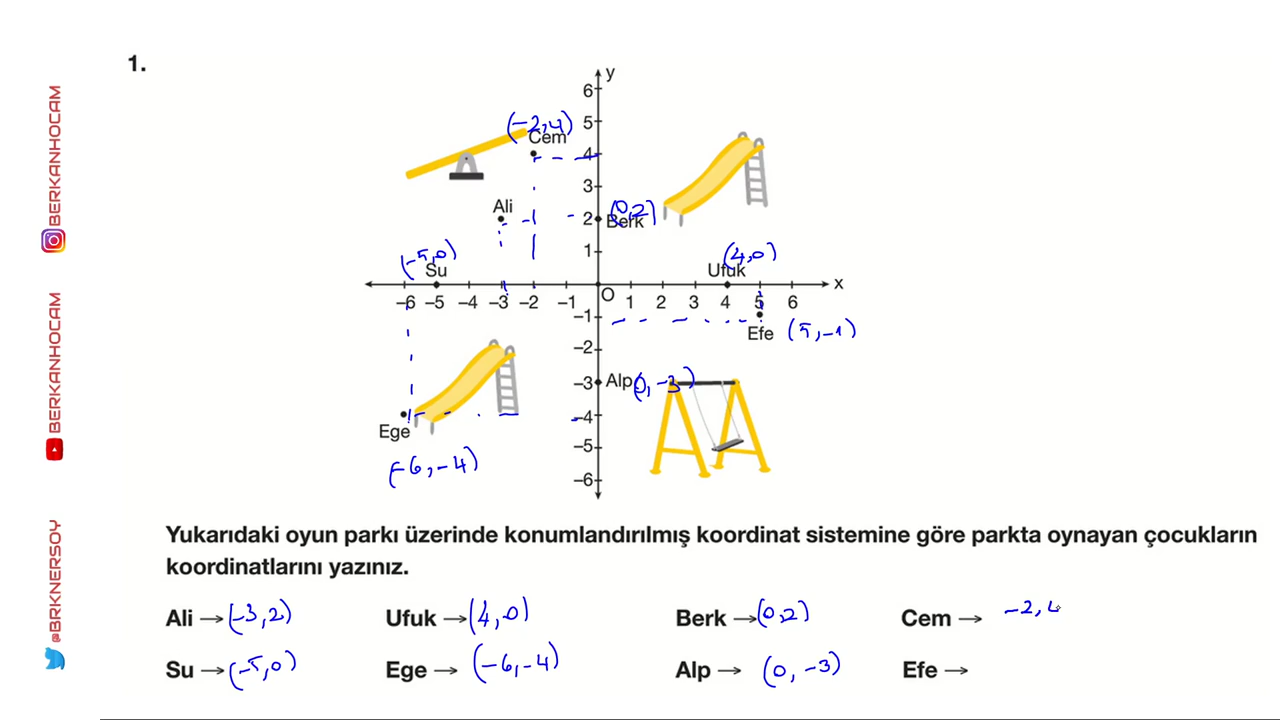 1.
BERKANHOCAM
BERKANHOCAM
@BRKNERSOY
y
6
5
4
3
2
1
(-2,4)
Cem
Ali
(0,2)
Berk
(-5,0)
Su
(4,0)
Ufuk
x
-6 -5 -4 -3 -2 -1 O 1 2 3 4 5 6
-1
-2
-3
-4
-5
-6
Efe (5,-1)
Alp (0,-3)
Ege
(-6,-4)
Yukarıdaki oyun parkı üzerinde konumlandırılmış koordinat sistemine göre parkta oynayan çocukların
koordinatlarını yazınız.
Ali → (-3,2) Ufuk → (4,0) Berk → (0,2) Cem → -2,4
Su → (-5,0) Ege → (-6,-4) Alp → (0,-3) Efe →